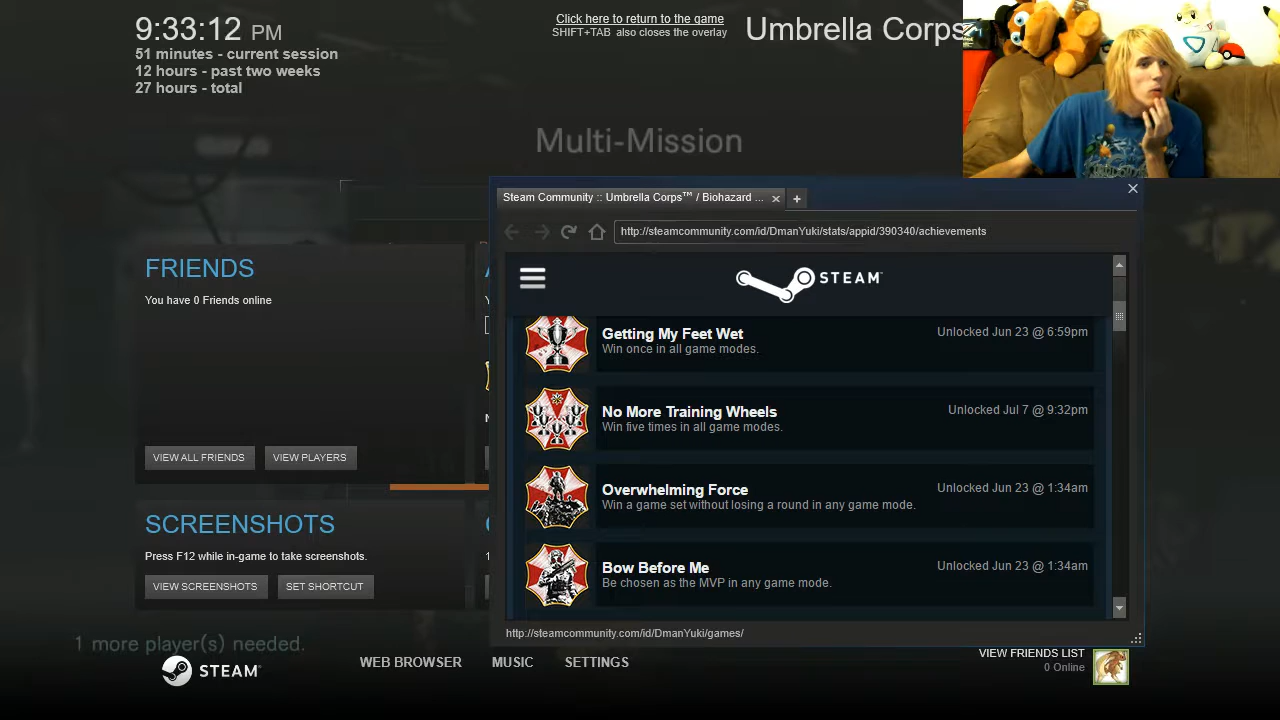 9:33:12 PM
51 minutes - current session
12 hours - past two weeks
27 hours - total
Click here to return to the game
SHIFT+TAB also closes the overlay
Umbrella Corps
Multi-Mission
Steam Community :: Umbrella Corps™ / Biohazard ...
http://steamcommunity.com/id/DmanYuki/stats/appid/390340/achievements
STEAM
Getting My Feet Wet
Unlocked Jun 23 @ 6:59pm
Win once in all game modes.
No More Training Wheels
Unlocked Jul 7 @ 9:32pm
Win five times in all game modes.
Overwhelming Force
Unlocked Jun 23 @ 1:34am
Win a game set without losing a round in any game mode.
Bow Before Me
Unlocked Jun 23 @ 1:34am
Be chosen as the MVP in any game mode.
http://steamcommunity.com/id/DmanYuki/games/
FRIENDS
You have 0 Friends online
VIEW ALL FRIENDS
VIEW PLAYERS
SCREENSHOTS
Press F12 while in-game to take screenshots.
VIEW SCREENSHOTS
SET SHORTCUT
1 more player(s) needed.
STEAM™
WEB BROWSER
MUSIC
SETTINGS
VIEW FRIENDS LIST
0 Online